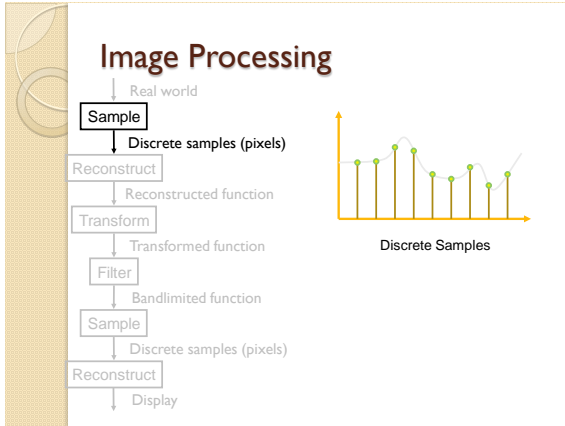 Image Processing
Real world
Sample
Discrete samples (pixels)
Reconstruct
Reconstructed function
Transform
Transformed function
Filter
Bandlimited function
Sample
Discrete samples (pixels)
Reconstruct
Display
Discrete Samples